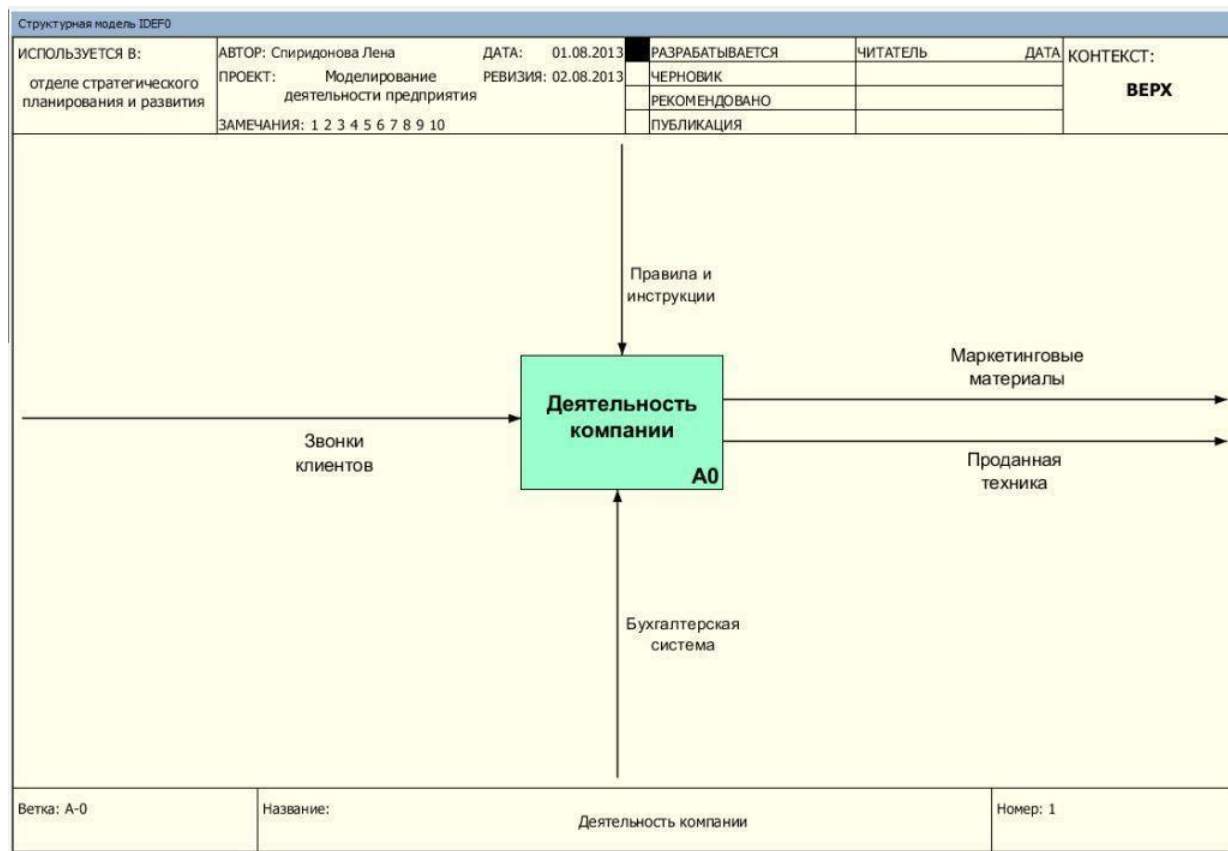 Структурная модель IDEF0
ИСПОЛЬЗУЕТСЯ В:
отделе стратегического
планирования и развития
АВТОР: Спиридонова Лена
ДАТА: 01.08.2013
ПРОЕКТ: Моделирование
деятельности предприятия
РЕВИЗИЯ: 02.08.2013
ЗАМЕЧАНИЯ: 1 2 3 4 5 6 7 8 9 10
РАЗРАБАТЫВАЕТСЯ
ЧЕРНОВИК
РЕКОМЕНДОВАНО
ПУБЛИКАЦИЯ
ЧИТАТЕЛЬ ДАТА
КОНТЕКСТ:
ВЕРХ
Правила и
инструкции
Маркетинговые
материалы
Деятельность
компании
A0
Звонки
клиентов
Проданная
техника
Бухгалтерская
система
Ветка: A-0
Название:
Деятельность компании
Номер: 1